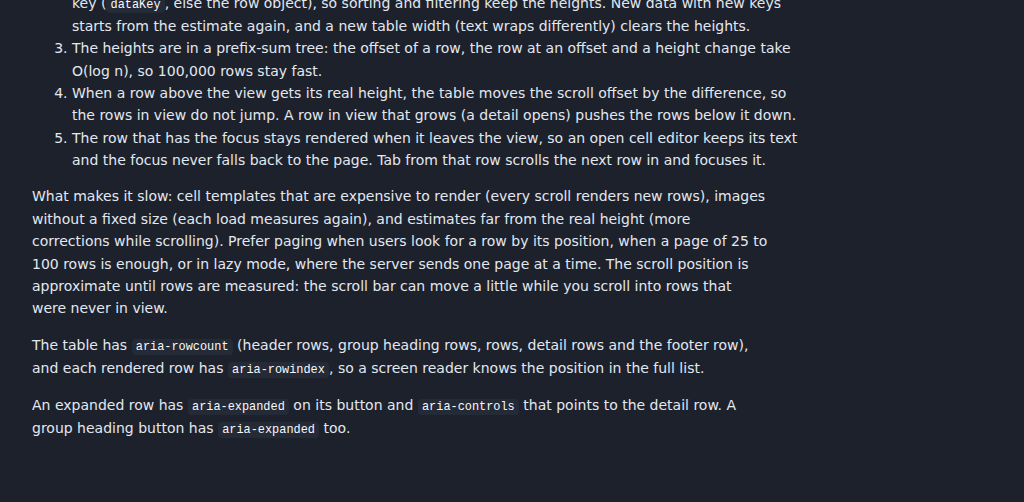 key ( dataKey , else the row object), so sorting and filtering keep the heights. New data with new keys
starts from the estimate again, and a new table width (text wraps differently) clears the heights.
3. The heights are in a prefix-sum tree: the offset of a row, the row at an offset and a height change take
O(log n), so 100,000 rows stay fast.
4. When a row above the view gets its real height, the table moves the scroll offset by the difference, so
the rows in view do not jump. A row in view that grows (a detail opens) pushes the rows below it down.
5. The row that has the focus stays rendered when it leaves the view, so an open cell editor keeps its text
and the focus never falls back to the page. Tab from that row scrolls the next row in and focuses it.
What makes it slow: cell templates that are expensive to render (every scroll renders new rows), images
without a fixed size (each load measures again), and estimates far from the real height (more
corrections while scrolling). Prefer paging when users look for a row by its position, when a page of 25 to
100 rows is enough, or in lazy mode, where the server sends one page at a time. The scroll position is
approximate until rows are measured: the scroll bar can move a little while you scroll into rows that
were never in view.
The table has aria-rowcount (header rows, group heading rows, rows, detail rows and the footer row),
and each rendered row has aria-rowindex , so a screen reader knows the position in the full list.
An expanded row has aria-expanded on its button and aria-controls that points to the detail row. A
group heading button has aria-expanded too.